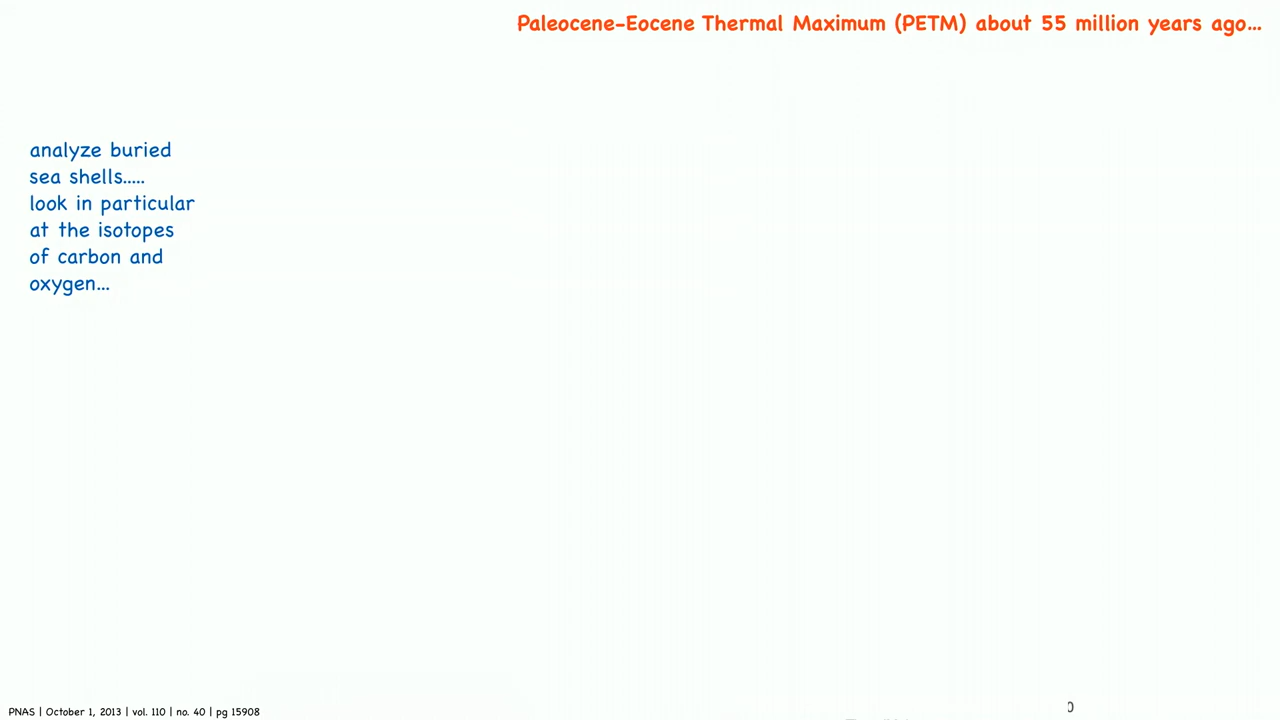 Paleocene-Eocene Thermal Maximum (PETM) about 55 million years ago...
analyze buried
sea shells.....
look in particular
at the isotopes
of carbon and
oxygen...
PNAS | October 1, 2013 | vol. 110 | no. 40 | pg 15908